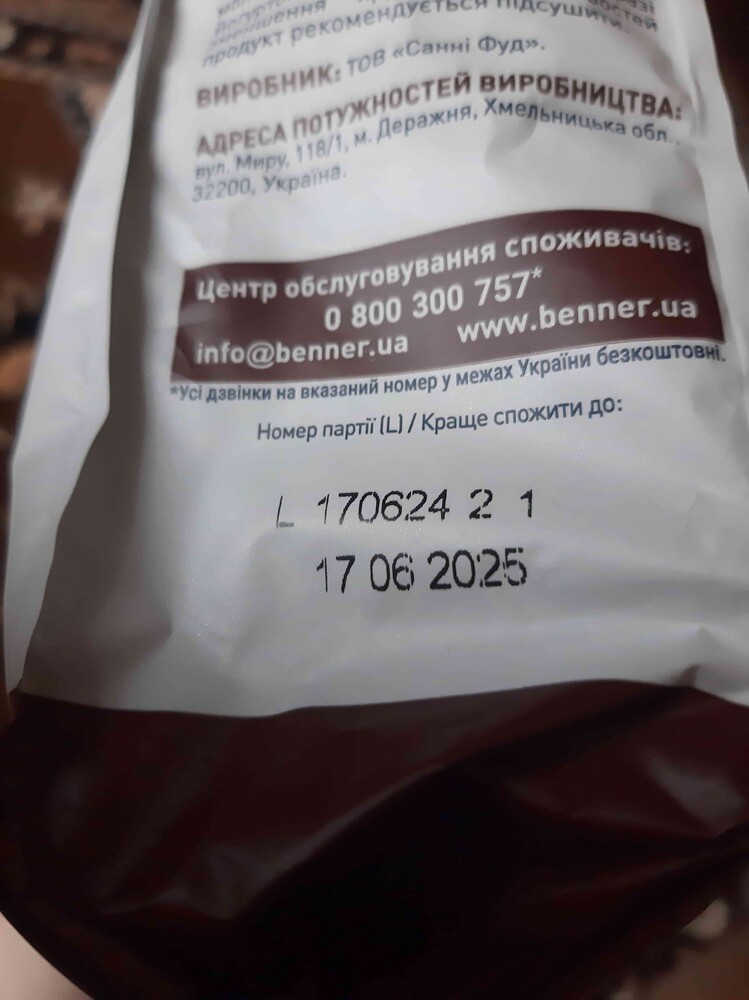 продукт рекомендується підсушити.
ВИРОБНИК: ТОВ «Санні Фуд».
АДРЕСА ПОТУЖНОСТЕЙ ВИРОБНИЦТВА:
вул. Миру, 118/1, м. Деражня, Хмельницька обл.,
32200, Україна.
Центр обслуговування споживачів:
0 800 300 757*
info@benner.ua www.benner.ua
*Усі дзвінки на вказаний номер у межах України безкоштовні.
Номер партії (L) / Краще спожити до:
L 170624 2 1
17 06 2025